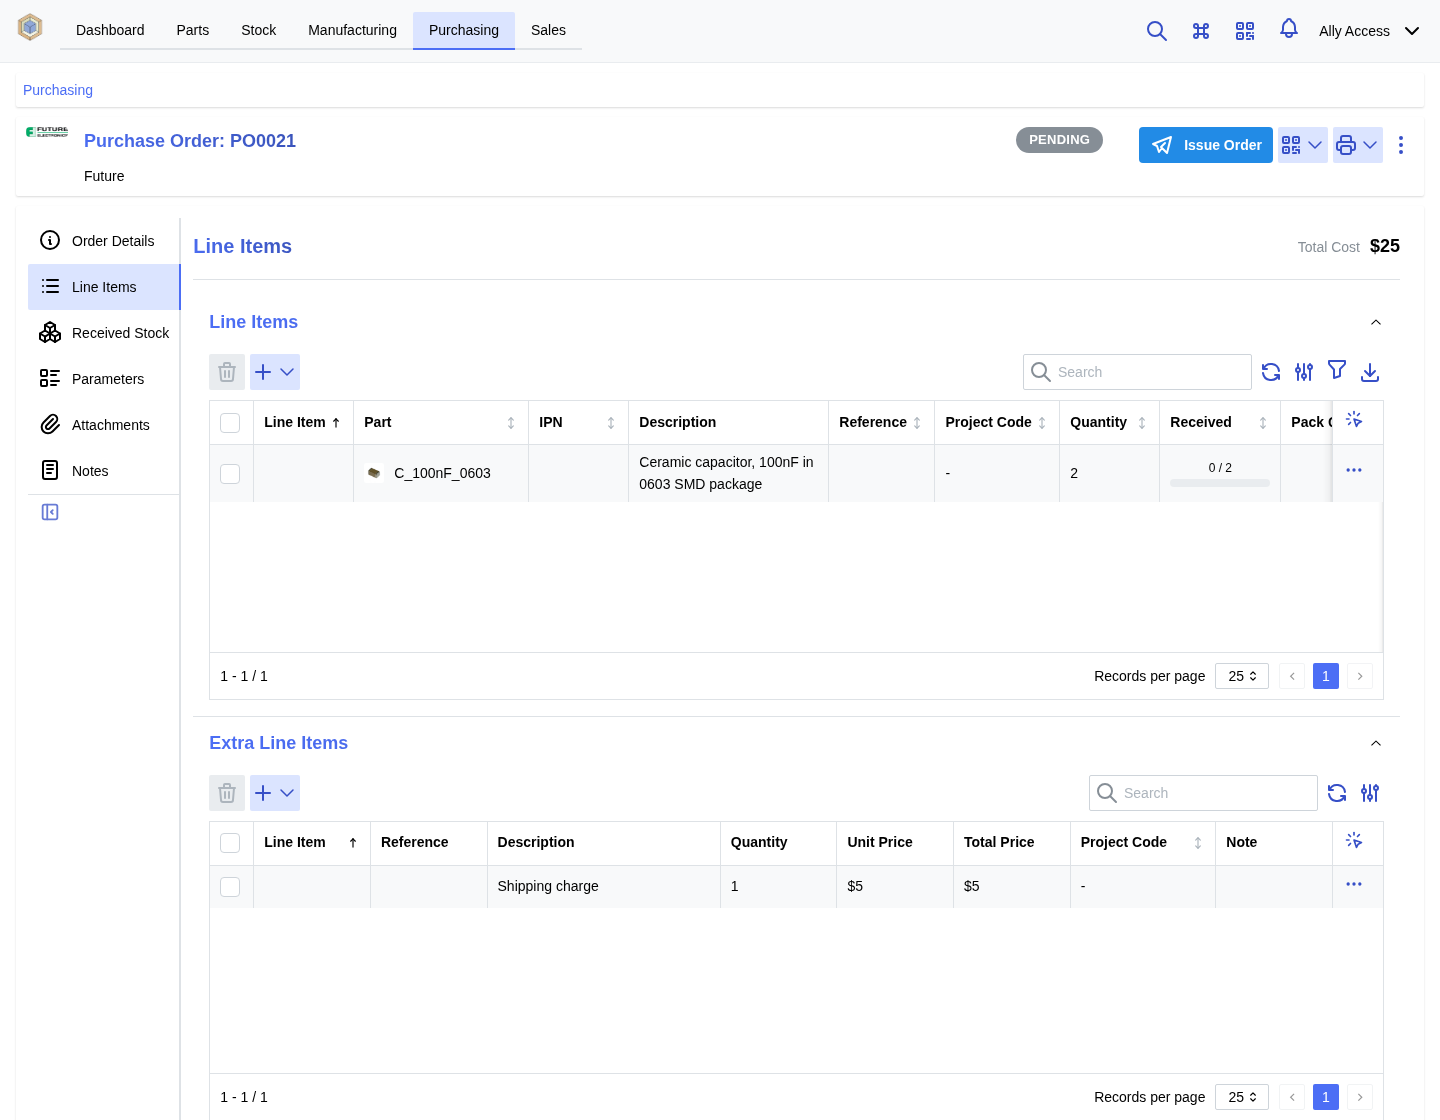 Dashboard Parts Stock Manufacturing Purchasing Sales Ally Access
Purchasing
FUTURE
ELECTRONICS
Purchase Order: PO0021 PENDING Issue Order
Future
Order Details
Line Items
Received Stock
Parameters
Attachments
Notes
Line Items Total Cost $25
Line Items
Search
Line Item Part IPN Description Reference Project Code Quantity Received Pack
C_100nF_0603 Ceramic capacitor, 100nF in - 2 0 / 2
0603 SMD package
1 - 1 / 1 Records per page 25 1
Extra Line Items
Search
Line Item Reference Description Quantity Unit Price Total Price Project Code Note
Shipping charge 1 $5 $5 -
1 - 1 / 1 Records per page 25 1